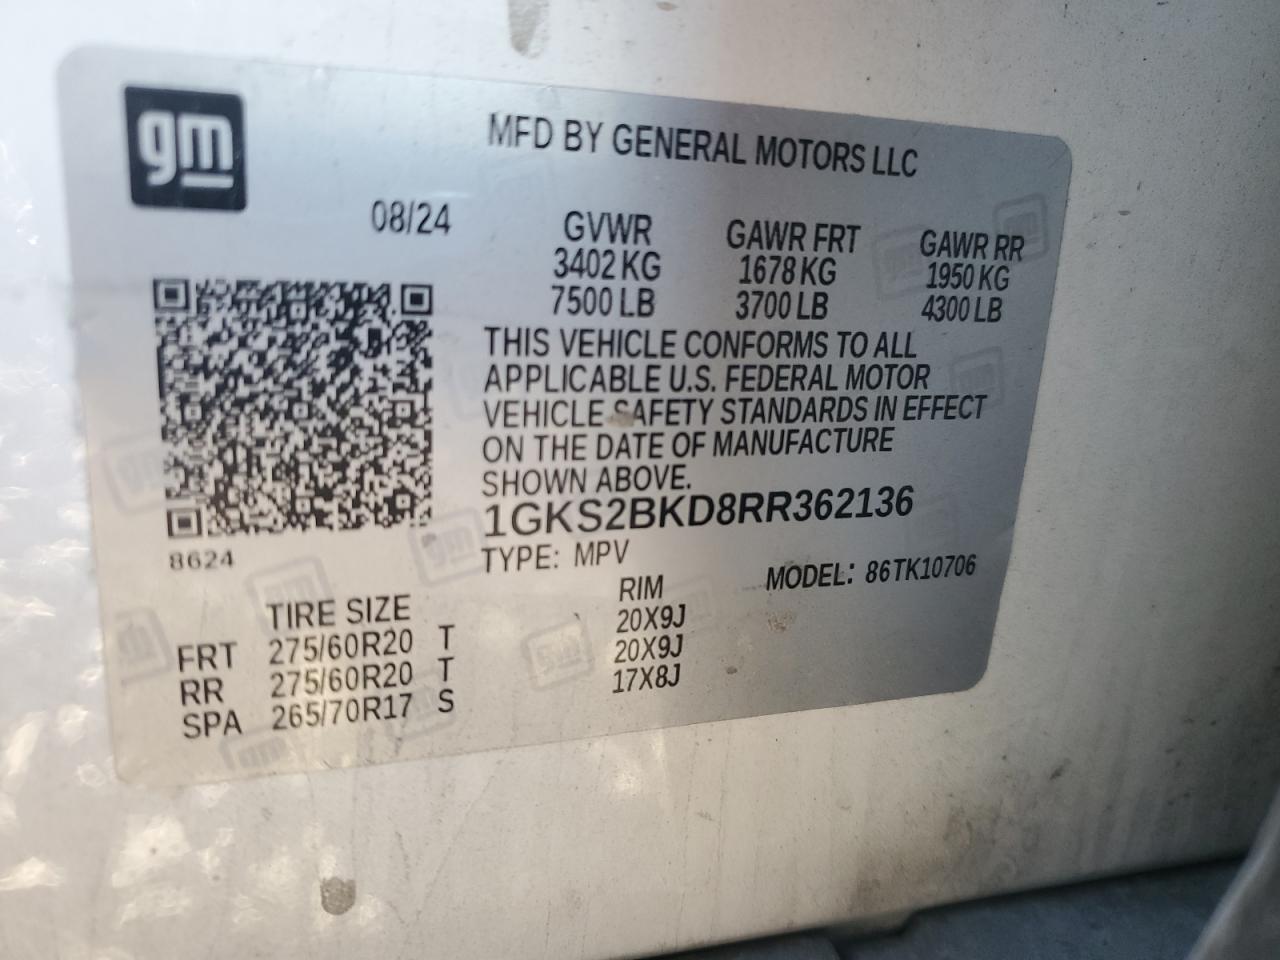 gm
MFD BY GENERAL MOTORS LLC
08/24
GVWR GAWR FRT GAWR RR
3402 KG 1678 KG 1950 KG
7500 LB 3700 LB 4300 LB
THIS VEHICLE CONFORMS TO ALL
APPLICABLE U.S. FEDERAL MOTOR
VEHICLE SAFETY STANDARDS IN EFFECT
ON THE DATE OF MANUFACTURE
SHOWN ABOVE.
1GKS2BKD8RR362136
8624
TYPE: MPV MODEL: 86TK10706
TIRE SIZE RIM
FRT 275/60R20 T 20X9J
RR 275/60R20 T 20X9J
SPA 265/70R17 S 17X8J